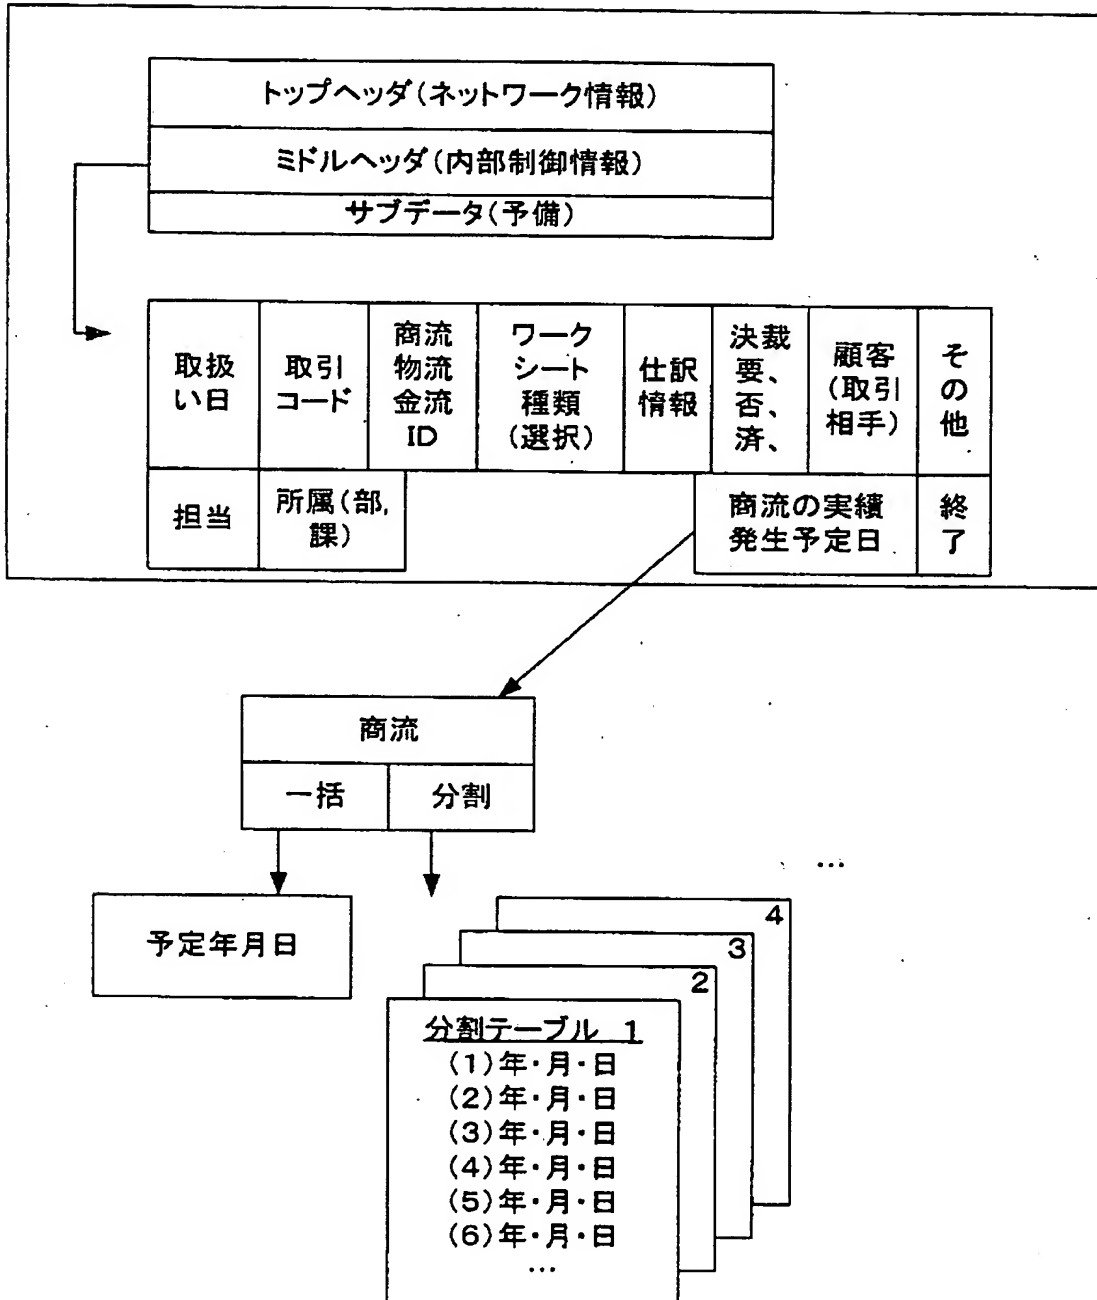 トップヘッダ(ネットワーク情報)
ミドルヘッダ(内部制御情報)
サブデータ(予備)
取扱
い日
取引
コード
商流
物流
金流
ID
ワーク
シート
種類
(選択)
仕訳
情報
決裁
要、
否、
済、
顧客
(取引
相手)
そ
の
他
担当
所属(部,
課)
商流の実績
発生予定日
終
了
商流
一括
分割
予定年月日
…
4
3
2
分割テーブル 1
(1)年・月・日
(2)年・月・日
(3)年・月・日
(4)年・月・日
(5)年・月・日
(6)年・月・日
…